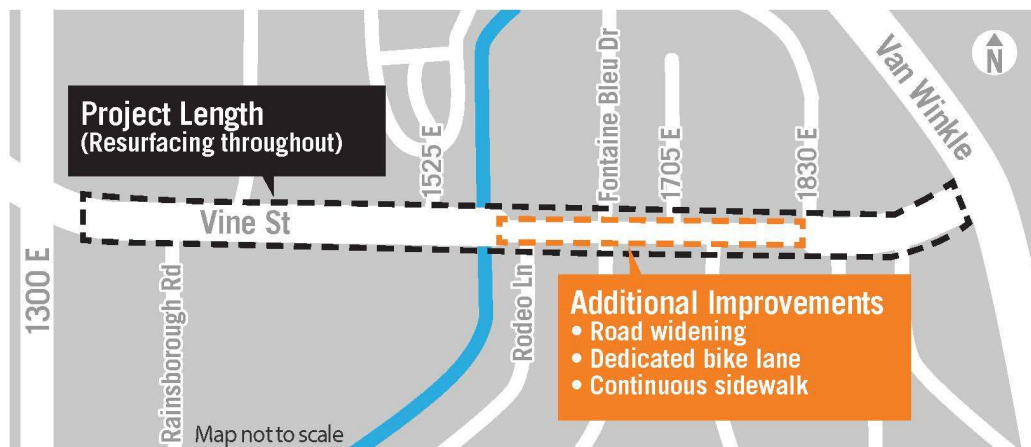 Project Length
(Resurfacing throughout)
1300 E
Vine St
Rainsborough Rd
1525 E
Rodeo Ln
Fontaine Bleu Dr
1705 E
1830 E
Van Winkle
N
Additional Improvements
• Road widening
• Dedicated bike lane
• Continuous sidewalk
Map not to scale